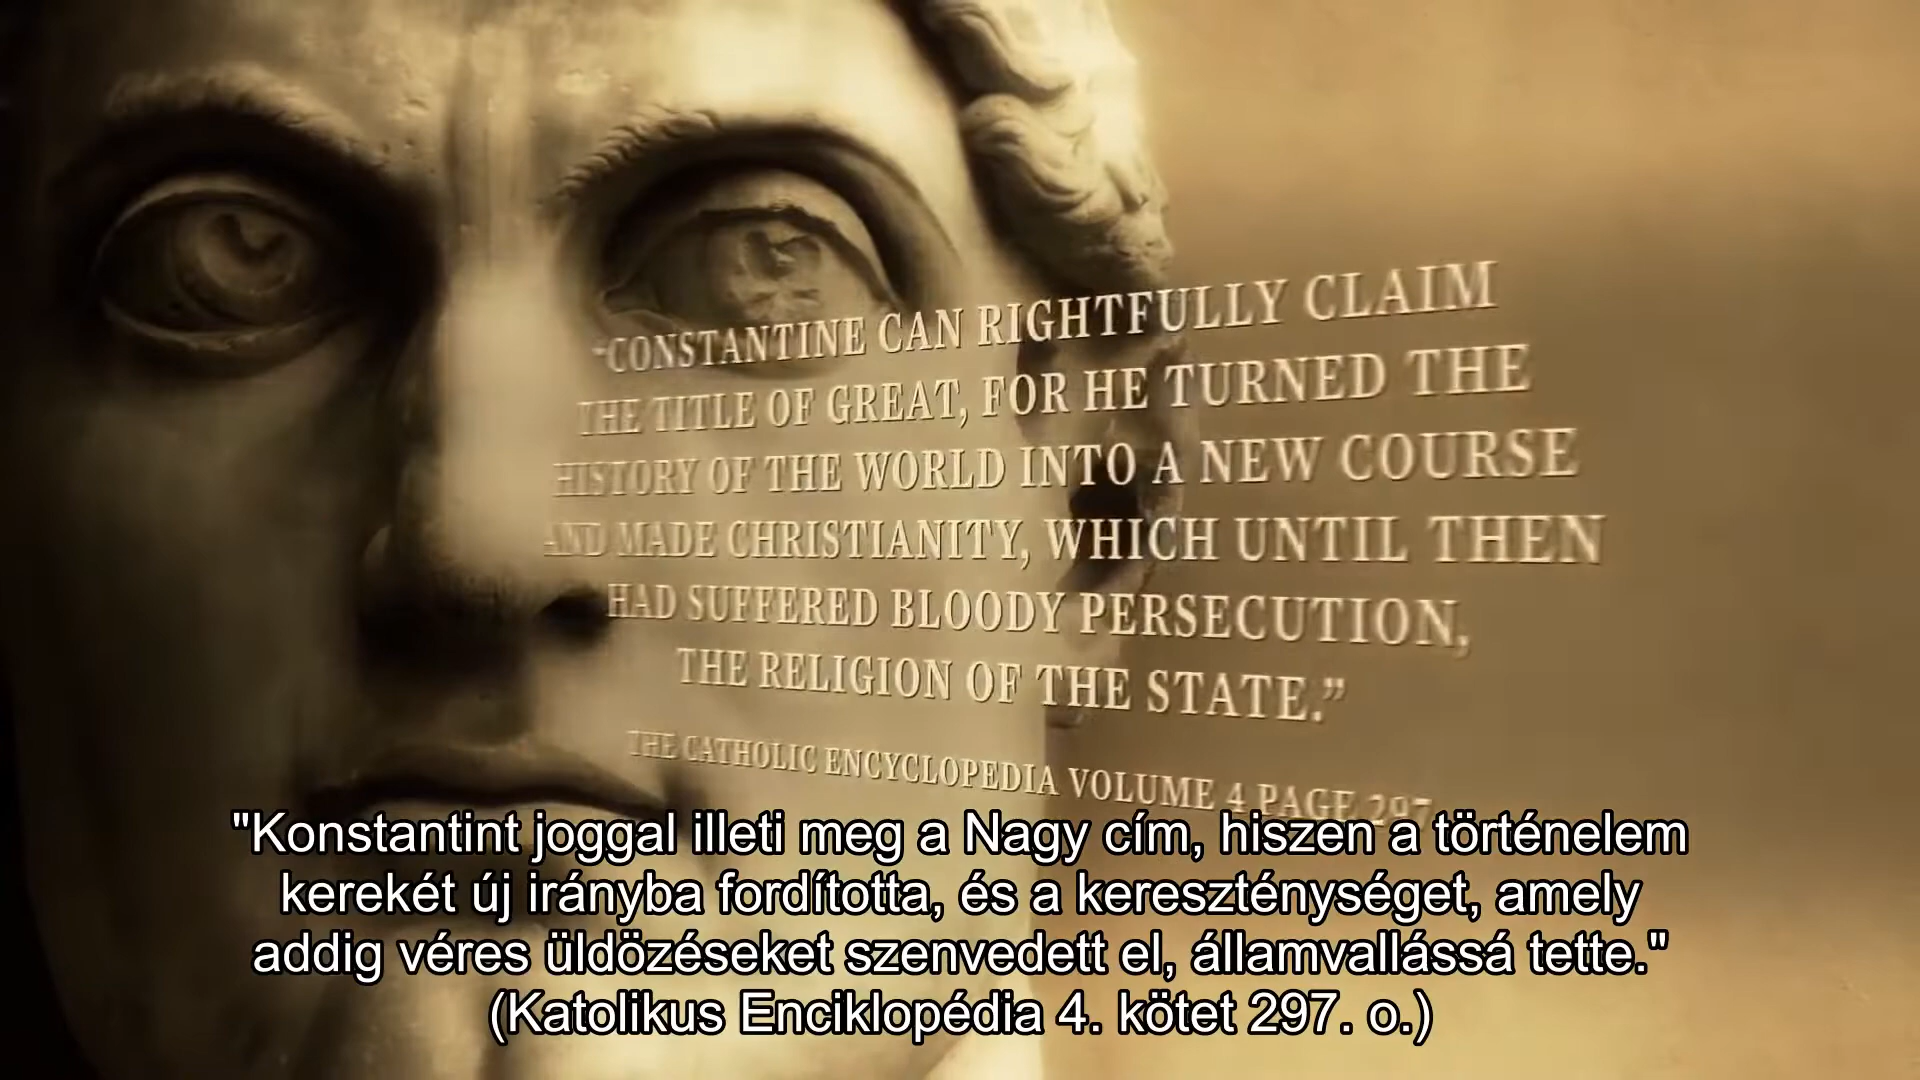 “CONSTANTINE CAN RIGHTFULLY CLAIM
THE TITLE OF GREAT, FOR HE TURNED THE
HISTORY OF THE WORLD INTO A NEW COURSE
AND MADE CHRISTIANITY, WHICH UNTIL THEN
HAD SUFFERED BLOODY PERSECUTION,
THE RELIGION OF THE STATE.”
THE CATHOLIC ENCYCLOPEDIA VOLUME 4 PAGE 297
"Konstantint joggal illeti meg a Nagy cím, hiszen a történelem
kerekét új irányba fordította, és a kereszténységet, amely
addig véres üldözéseket szenvedett el, államvallássá tette."
(Katolikus Enciklopédia 4. kötet 297. o.)